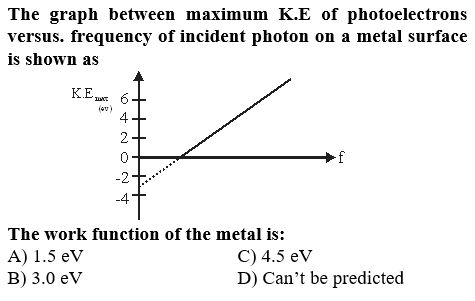 The graph between maximum K.E of photoelectrons
versus. frequency of incident photon on a metal surface
is shown as
K.E max
(ev)
6
4
2
0
-2
-4
f
The work function of the metal is:
A) 1.5 eV C) 4.5 eV
B) 3.0 eV D) Can't be predicted